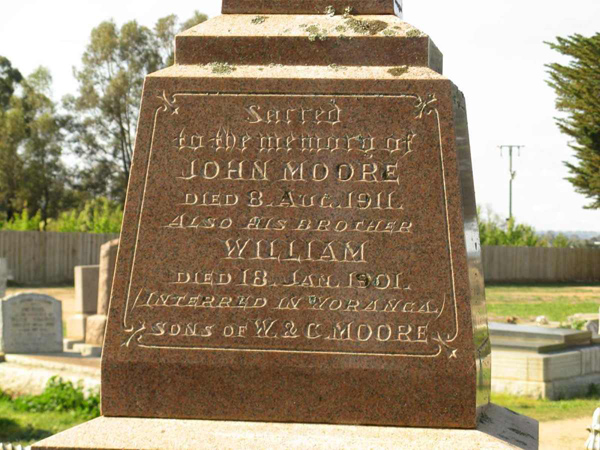 Sacred
to the memory of
JOHN MOORE
DIED 8. AUG. 1911.
ALSO HIS BROTHER
WILLIAM
DIED 18. JAN. 1901.
(INTERRED IN WORANGA.)
SONS OF W. & C. MOORE